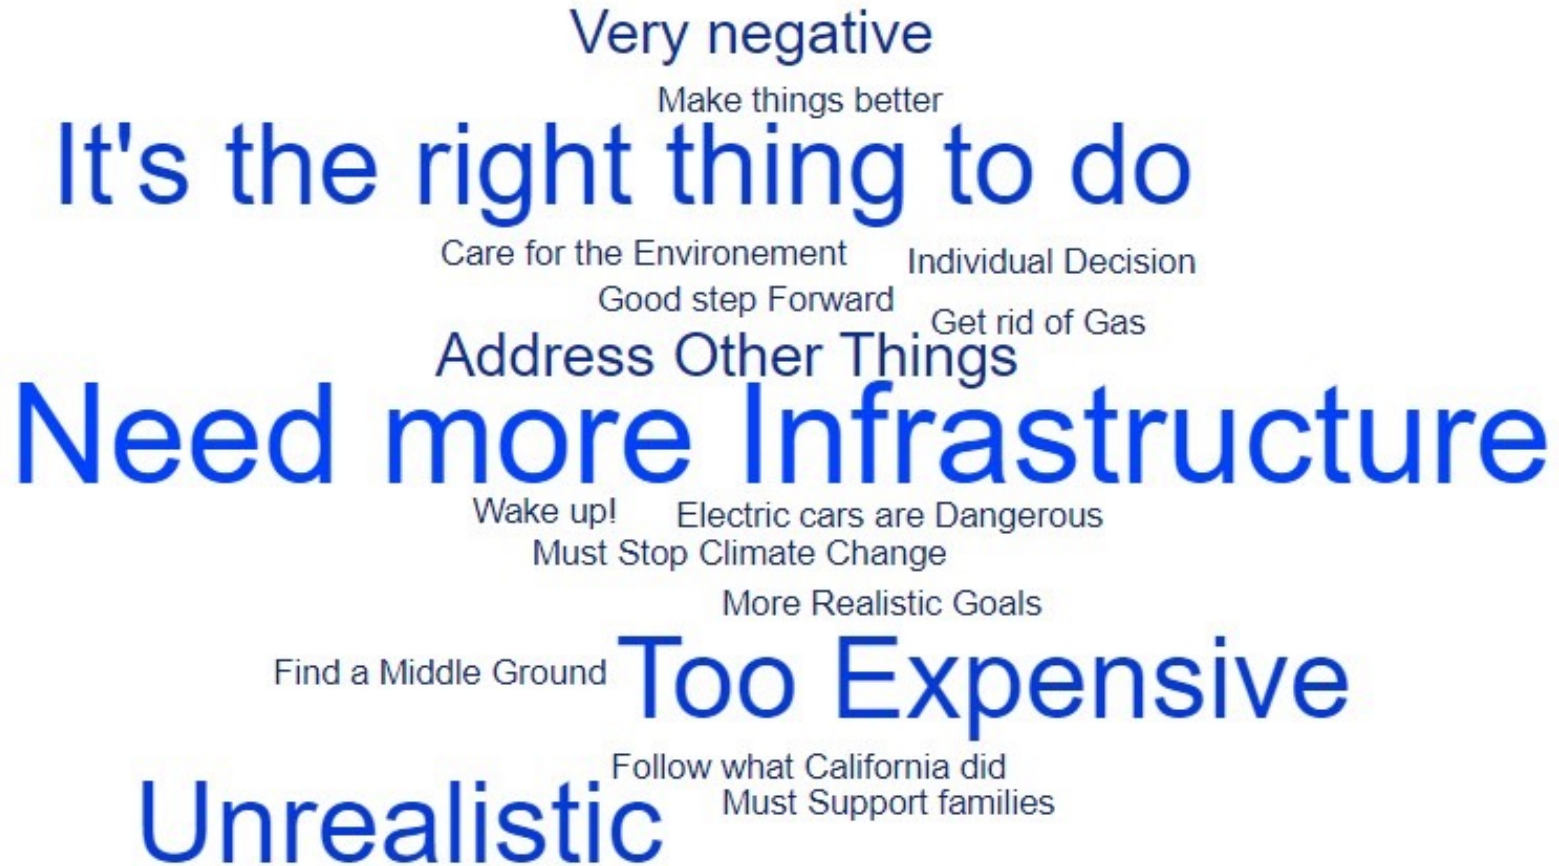 Very negative
Make things better
It's the right thing to do
Care for the Environement
Individual Decision
Good step Forward
Get rid of Gas
Address Other Things
Need more Infrastructure
Wake up!
Electric cars are Dangerous
Must Stop Climate Change
More Realistic Goals
Find a Middle Ground
Too Expensive
Follow what California did
Unrealistic
Must Support families